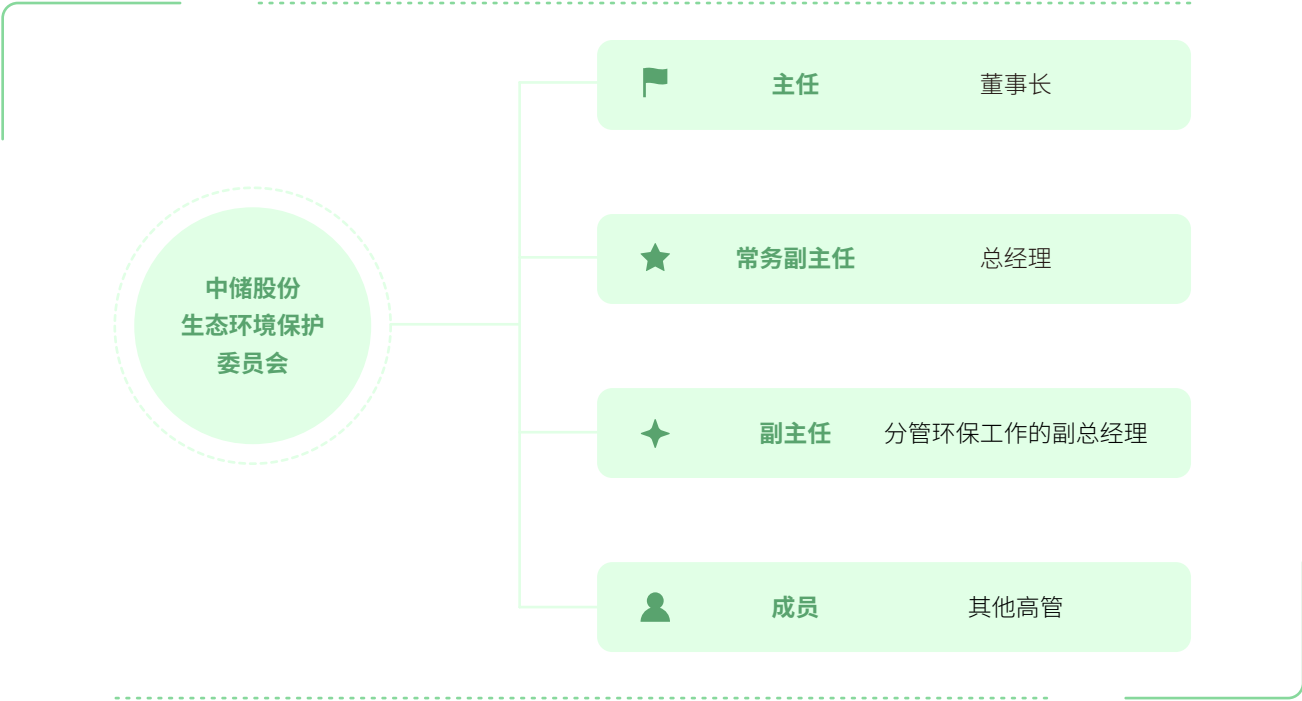 中储股份
生态环境保护
委员会
主任 董事长
常务副主任 总经理
副主任 分管环保工作的副总经理
成员 其他高管